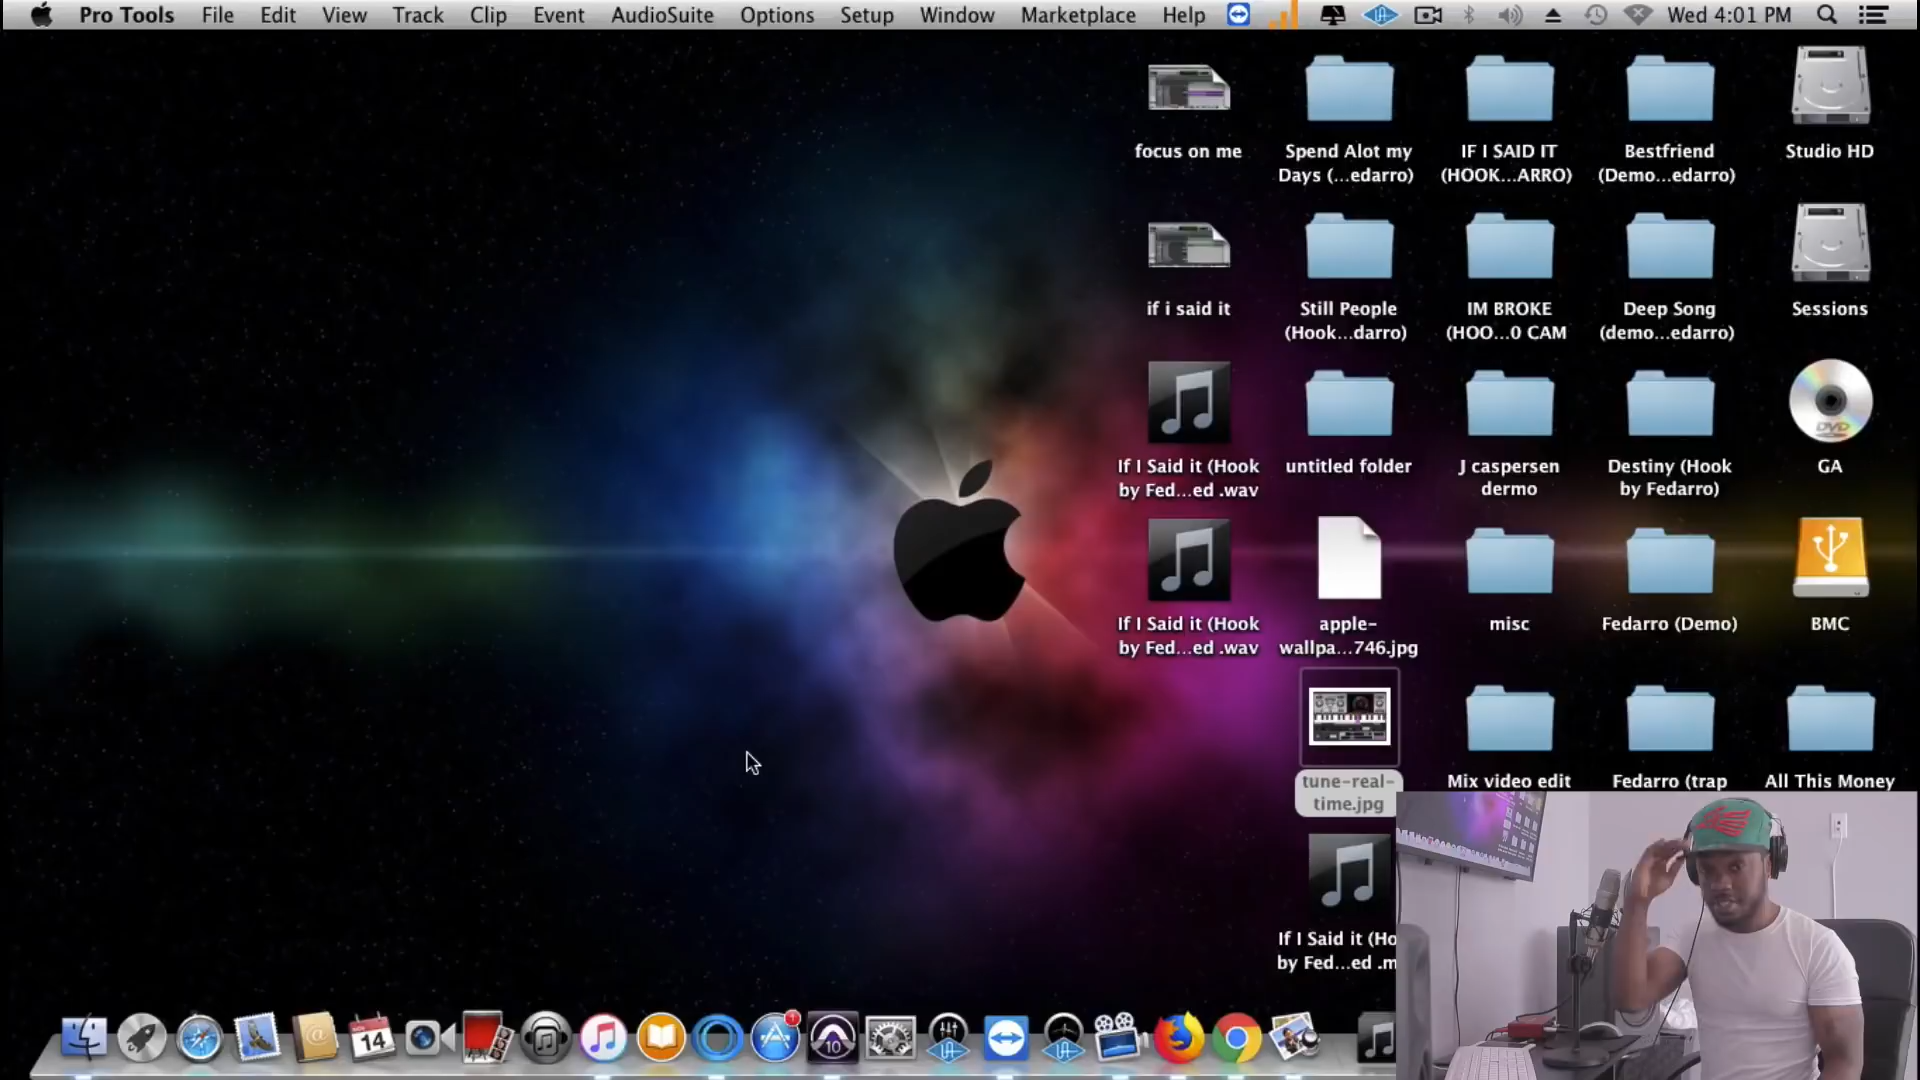 Pro Tools File Edit View Track Clip Event AudioSuite Options Setup Window Marketplace Help Wed 4:01 PM
focus on me
Spend Alot my
Days (...edarro)
IF I SAID IT
(HOOK...ARRO)
Bestfriend
(Demo...edarro)
Studio HD
if i said it
Still People
(Hook...darro)
IM BROKE
(HOO...0 CAM
Deep Song
(demo...edarro)
Sessions
If I Said it (Hook
by Fed...ed .wav
untitled folder
J caspersen
dermo
Destiny (Hook
by Fedarro)
DVD
GA
If I Said it (Hook
by Fed...ed .wav
apple-
wallpa...746.jpg
misc
Fedarro (Demo)
BMC
tune-real-
time.jpg
Mix video edit
Fedarro (trap
All This Money
If I Said it (Ho
by Fed...ed .m
14
10